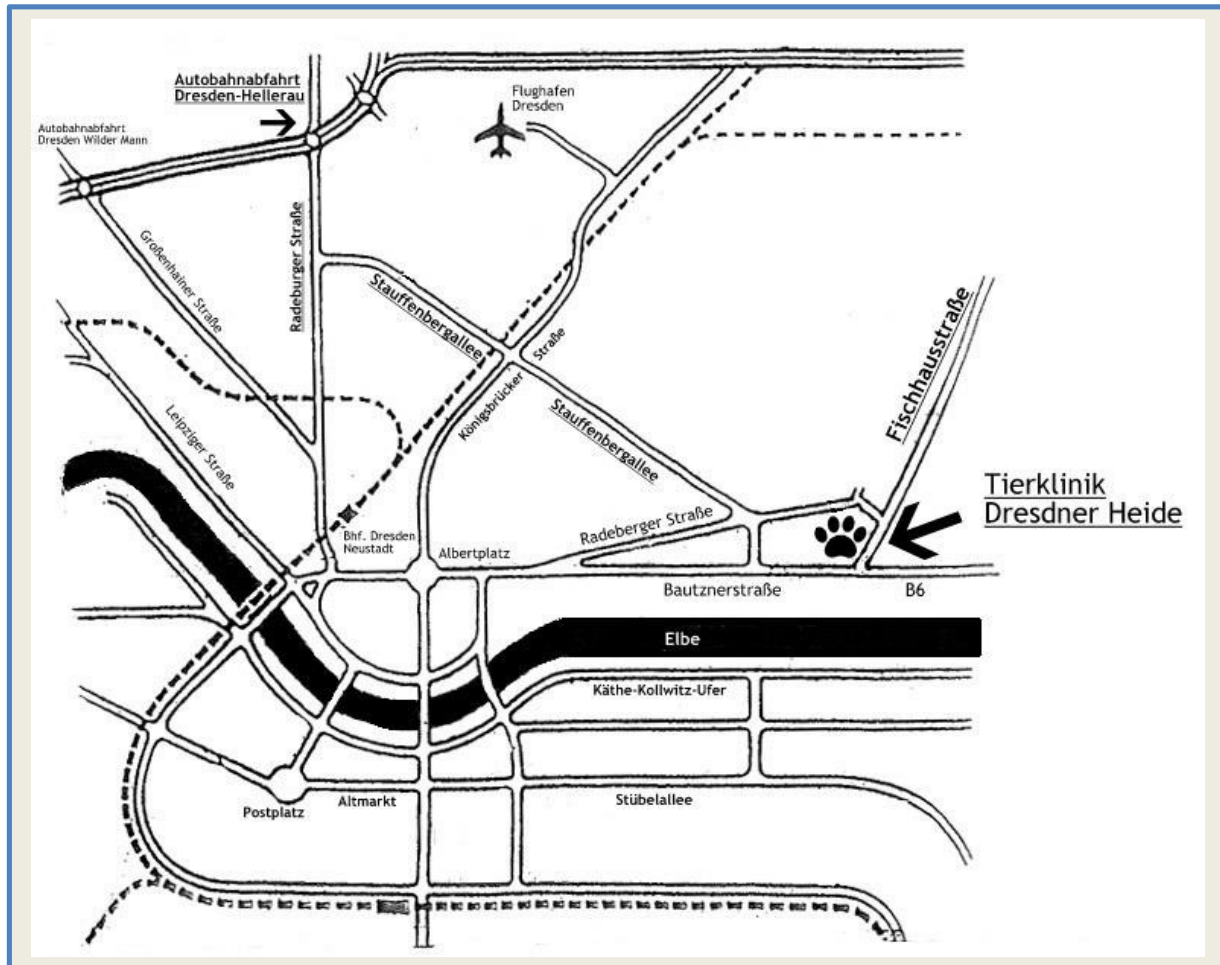 Autobahnabfahrt
Dresden-Hellerau
Flughafen
Dresden
Autobahnabfahrt
Dresden Wilder Mann
Großenhainer Straße
Radeburger Straße
Stauffenbergallee
Königsbrücker Straße
Stauffenbergallee
Fischhausstraße
Leipziger Straße
Tierklinik
Dresdner Heide
Bhf. Dresden
Neustadt
Albertplatz
Radeberger Straße
Bautznerstraße
B6
Elbe
Käthe-Kollwitz-Ufer
Postplatz
Altmarkt
Stübelallee